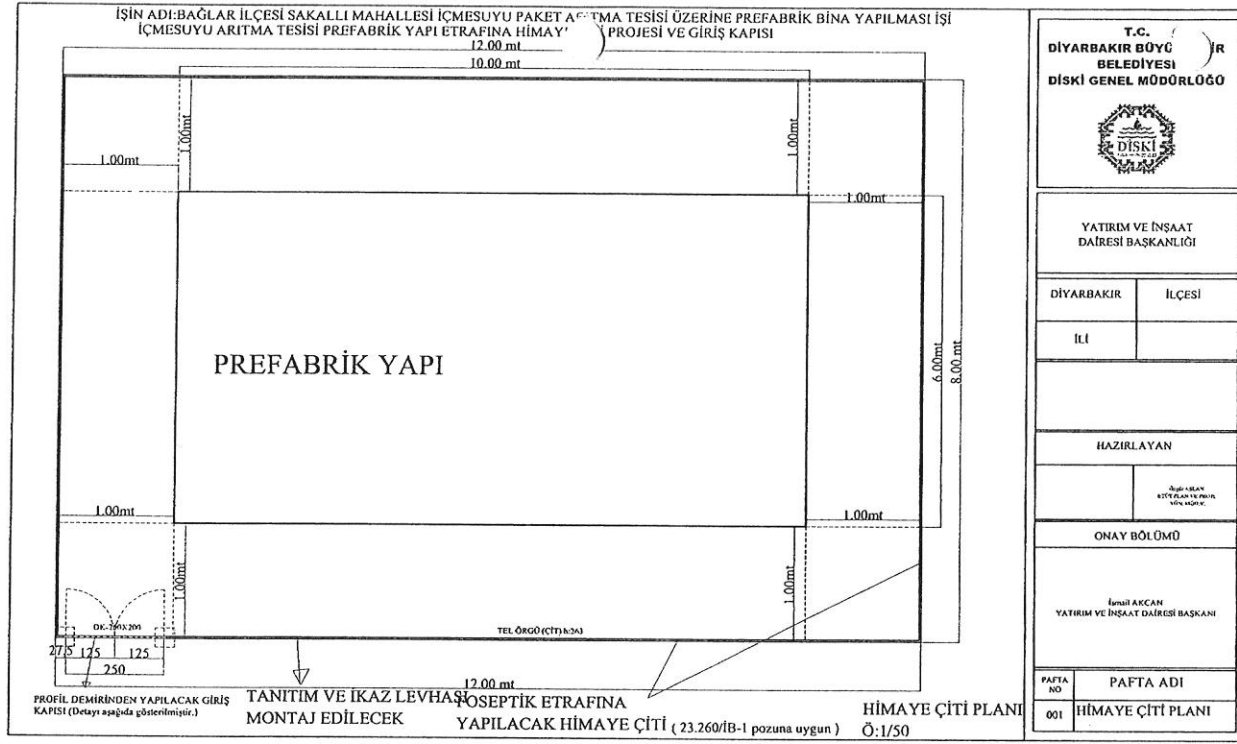 İŞİN ADI:BAĞLAR İLÇESİ SAKALLI MAHALLESİ İÇMESUYU PAKET TMA TESİSİ ÜZERİNE PREFABRİK BİNA YAPILMASI İŞİ
İÇMESUYU ARITMA TESİSİ PREFABRİK YAPI ETRAFINA PROJESİ VE GİRİŞ KAPISI
12.00 mt
10.00 mt
1.00mt
1.00mt
1.00mt
1.00mt
PREFABRİK YAPI
6.00mt
8.00 mt
1.00mt
1.00mt
1.00mt
1.00mt
TEL ÖRGÜ (ÇİT)
27.5
125
125
250
12.00 mt
PROFİL DEMİRİNDEN YAPILACAK GİRİŞ
KAPISI (Detayı aşağıda gösterilmiştir.)
TANITIM VE İKAZ LEVHASI
MONTAJ EDİLECEK
FOSEPTİK ETRAFINA
YAPILACAK HİMAYE ÇİTİ ( 23.260/İB-1 pozuna uygun )
HİMAYE ÇİTİ PLANI
Ö:1/50
T.C.
DİYARBAKIR
BELEDİYESİ
DİSKİ GENEL MÜDÜRLÜĞÜ
DİSKİ
YATIRIM VE İNŞAAT
DAİRESİ BAŞKANLIĞI
DİYARBAKIR
İLÇESİ
İLİ
HAZIRLAYAN
ASLAN
ONAY BÖLÜMÜ
İsmail AKCAN
YATIRIM VE İNŞAAT DAİRESİ BAŞKANI
PAFTA
NO
PAFTA ADI
001
HİMAYE ÇİTİ PLANI